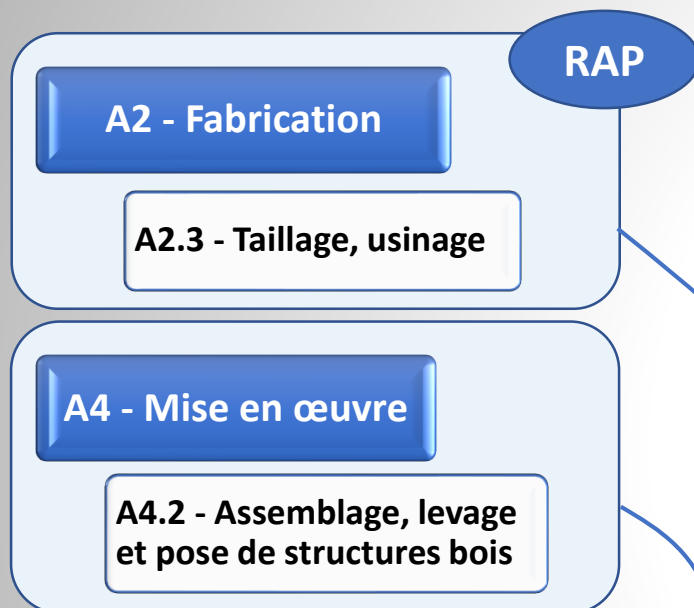 RAP
A2 - Fabrication
A2.3 - Taillage, usinage
A4 - Mise en œuvre
A4.2 - Assemblage, levage
et pose de structures bois